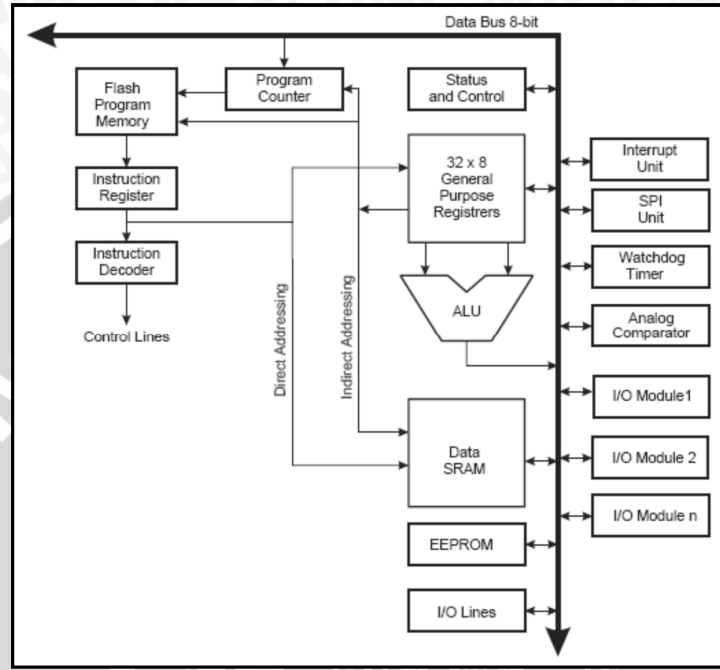 Data Bus 8-bit
Flash
Program
Memory
Program
Counter
Status
and Control
Instruction
Register
32 x 8
General
Purpose
Registrers
Interrupt
Unit
SPI
Unit
Instruction
Decoder
Watchdog
Timer
Control Lines
Direct Addressing
Indirect Addressing
ALU
Analog
Comparator
I/O Module1
Data
SRAM
I/O Module 2
I/O Module n
EEPROM
I/O Lines